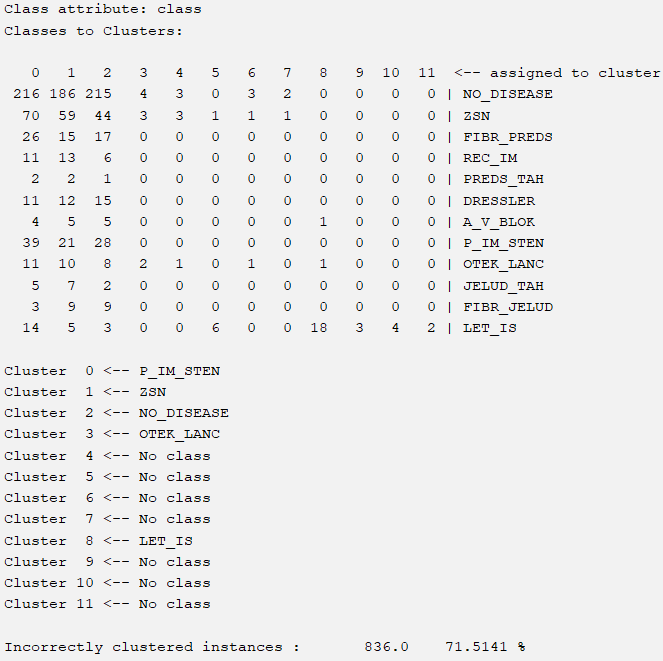 Class attribute: class
Classes to Clusters:
0 1 2 3 4 5 6 7 8 9 10 11 <-- assigned to cluster
216 186 215 4 3 0 3 2 0 0 0 0 | NO_DISEASE
70 59 44 3 3 1 1 1 0 0 0 0 | ZSN
26 15 17 0 0 0 0 0 0 0 0 0 | FIBR_PREDS
11 13 6 0 0 0 0 0 0 0 0 0 | REC_IM
2 2 1 0 0 0 0 0 0 0 0 0 | PREDS_TAH
11 12 15 0 0 0 0 0 0 0 0 0 | DRESSLER
4 5 5 0 0 0 0 0 1 0 0 0 | A_V_BLOK
39 21 28 0 0 0 0 0 0 0 0 0 | P_IM_STEN
11 10 8 2 1 0 1 0 1 0 0 0 | OTEK_LANC
5 7 2 0 0 0 0 0 0 0 0 0 | JELUD_TAH
3 9 9 0 0 0 0 0 0 0 0 0 | FIBR_JELUD
14 5 3 0 0 6 0 0 18 3 4 2 | LET_IS
Cluster 0 <-- P_IM_STEN
Cluster 1 <-- ZSN
Cluster 2 <-- NO_DISEASE
Cluster 3 <-- OTEK_LANC
Cluster 4 <-- No class
Cluster 5 <-- No class
Cluster 6 <-- No class
Cluster 7 <-- No class
Cluster 8 <-- LET_IS
Cluster 9 <-- No class
Cluster 10 <-- No class
Cluster 11 <-- No class
Incorrectly clustered instances : 836.0 71.5141 %